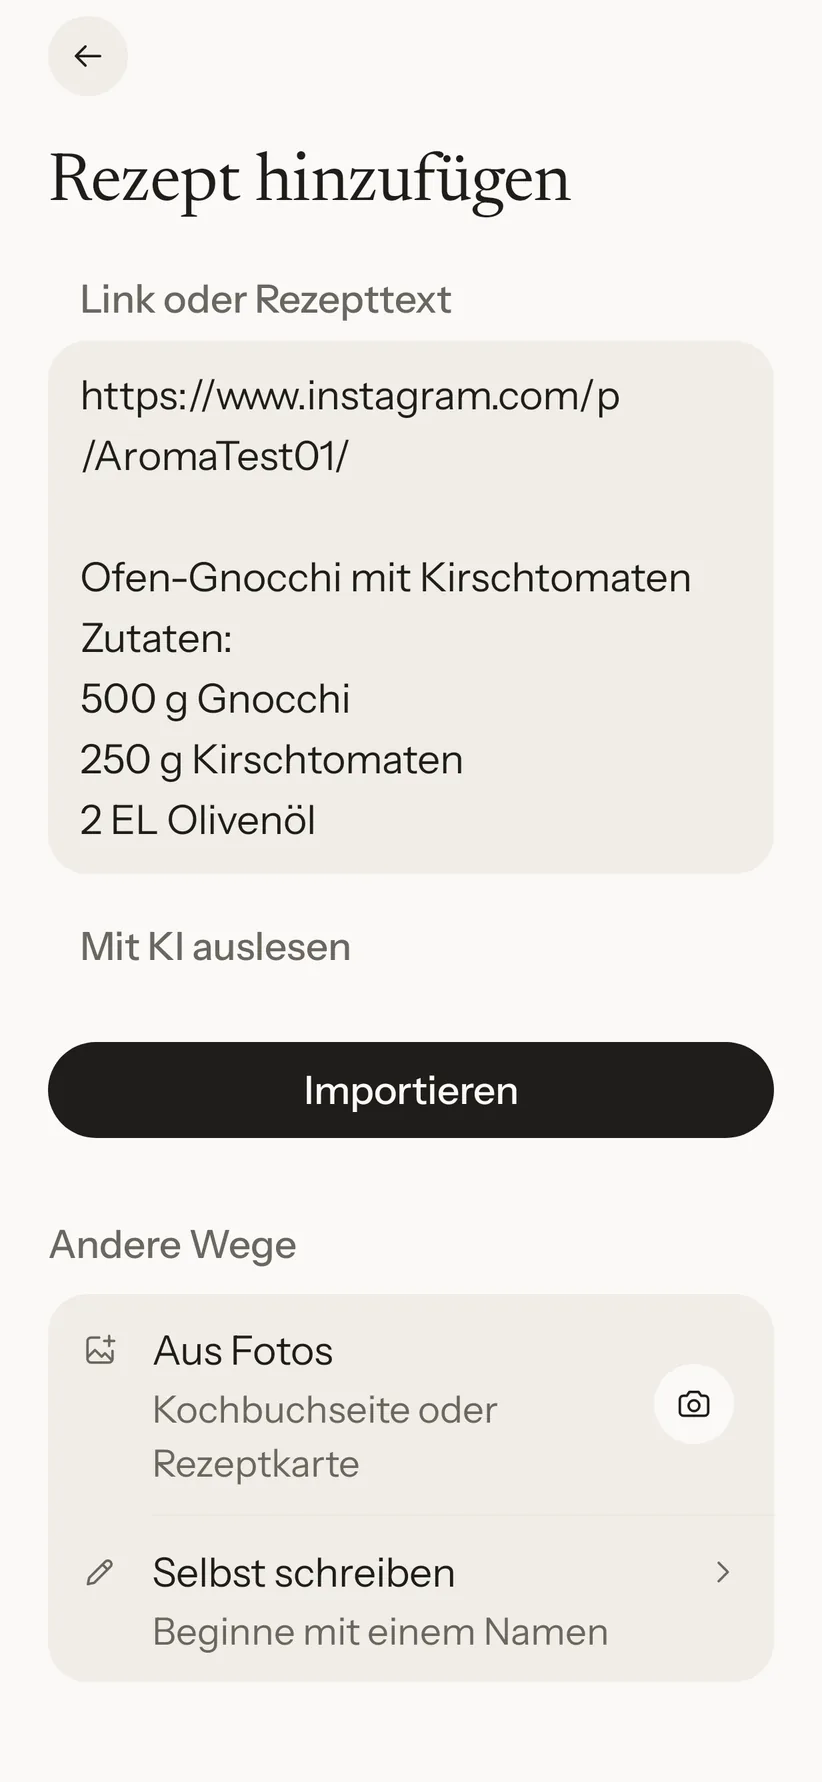 Rezept hinzufügen
Link oder Rezepttext
https://www.instagram.com/p
/AromaTest01/
Ofen-Gnocchi mit Kirschtomaten
Zutaten:
500 g Gnocchi
250 g Kirschtomaten
2 EL Olivenöl
Mit KI auslesen
Importieren
Andere Wege
Aus Fotos
Kochbuchseite oder
Rezeptkarte
Selbst schreiben
Beginne mit einem Namen